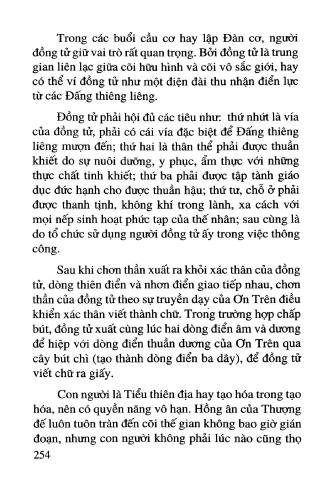 Trong các buổi cầu cơ hay lập Đàn cơ, người
đồng tử giữ vai trò rất quan trọng. Bởi đồng tử là trung
gian liên lạc giữa cõi hữu hình và cõi vô sắc giới, hay
có thể ví đồng tử như một điện đài thu nhận điển lực
từ các Đấng thiêng liêng.
Đồng tử phải hội đủ các tiêu như: thứ nhứt là vía
của đồng tử, phải có cái vía đặc biệt để Đấng thiêng
liêng mượn đến; thứ hai là thân thể phải được thuần
khiết do sự nuôi dưỡng, y phục, ẩm thực với những
thực chất tinh khiết; thứ ba phải được tập tành giáo
dục đức hạnh cho được thuần hậu; thứ tư, chỗ ở phải
được thanh tịnh, không khí trong lành, xa cách với
mọi nếp sinh hoạt phức tạp của thế nhân; sau cùng là
do tổ chức sử dụng người đồng tử ấy trong việc thông
công.
Sau khi chơn thần xuất ra khỏi xác thân của đồng
tử, dòng thiên điển và nhơn điển giao tiếp nhau, chơn
thần của đồng tử theo sự truyền dạy của Ơn Trên điều
khiển xác thân viết thành chữ. Trong trường hợp chấp
bút, đồng tử xuất cùng lúc hai dòng điển âm và dương
để hiệp với dòng điển thuần dương của Ơn Trên qua
cây bút chì (tạo thành dòng điển ba dây), để đồng tử
viết chữ ra giấy.
Con người là Tiểu thiên địa hay tạo hóa trong tạo
hóa, nên có quyền năng vô hạn. Hồng ân của Thượng
đế luôn tuôn tràn đến cõi thế gian không bao giờ gián
đoạn, nhưng con người không phải lúc nào cũng thọ
254